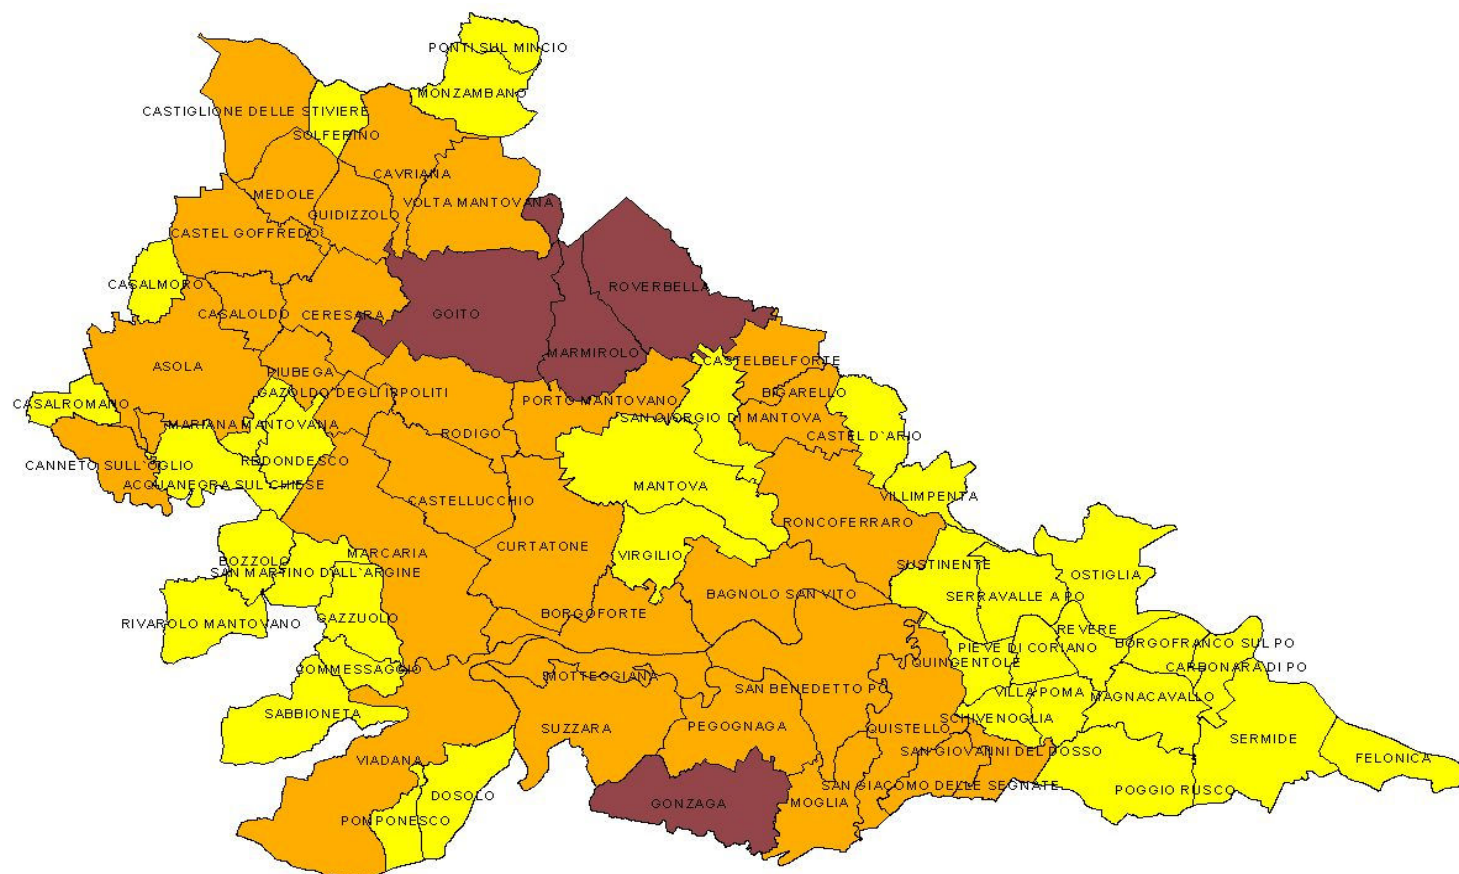 PONTI SUL MINCIO
MONZAMBANO
CASTIGLIONE DELLE STIVIERE
SOLFERINO
CAVRIANA
MEDOLE
VOLTA MANTOVANA
GUIDIZZOLO
CASTEL GOFFREDO
CASALMORO
ROVERBELLA
CASALOLDO
CERESARA
GOITO
MARMIROLO
CASTELBELFORTE
ASOLA
PIUBEGA
GAZOLDO DEGLI IPPOLITI
BIGARELLO
CASALROMANO
PORTO MANTOVANO
MARIANA MANTOVANA
SAN GIORGIO DI MANTOVA
RODIGO
CASTEL D`ARIO
CANNETO SULL`OGLIO
REDONDESCO
ACQUANEGRA SUL CHIESE
MANTOVA
VILLIMPENTA
CASTELLUCCHIO
RONCOFERRARO
CURTATONE
MARCARIA
VIRGILIO
BOZZOLO
SAN MARTINO DALL`ARGINE
SUSTINENTE
OSTIGLIA
BAGNOLO SAN VITO
SERRAVALLE A PO
BORGOFORTE
RIVAROLO MANTOVANO
GAZZUOLO
REVERE
BORGOFRANCO SUL PO
PIEVE DI CORIANO
QUINGENTOLE
CARBONARA DI PO
COMMESSAGGIO
MOTTEGGIANA
SAN BENEDETTO PO
VILLA POMA
MAGNACAVALLO
SABBIONETA
SCHIVENOGLIA
SUZZARA
PEGOGNAGA
QUISTELLO
SERMIDE
SAN GIOVANNI DEL DOSSO
VIADANA
FELONICA
SAN GIACOMO DELLE SEGNATE
POGGIO RUSCO
DOSOLO
GONZAGA
MOGLIA
POMPONESCO